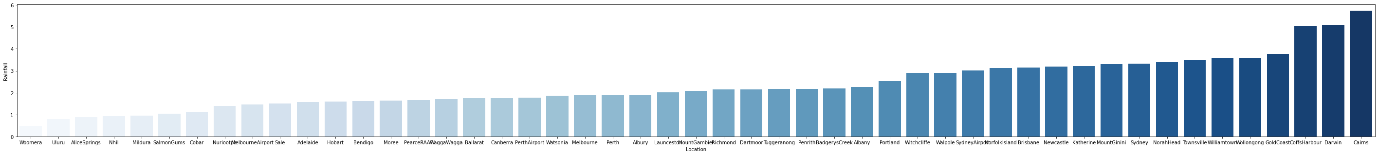 6
5
4
3
2
1
0
Rainfall
Woomera Uluru AliceSprings Nhil Mildura SalmonGums Cobar Nuriootpa MelbourneAirport Sale Adelaide Hobart Bendigo Moree PearceRAAF WaggaWagga Ballarat Canberra PerthAirport Watsonia Melbourne Perth Albury Launceston MountGambier Richmond Dartmoor Tuggeranong Penrith BadgerysCreek Albany Portland Witchcliffe Walpole SydneyAirport NorfolkIsland Brisbane Newcastle Katherine MountGinini Sydney NorahHead Townsville Williamtown Wollongong GoldCoast CoffsHarbour Darwin Cairns
Location